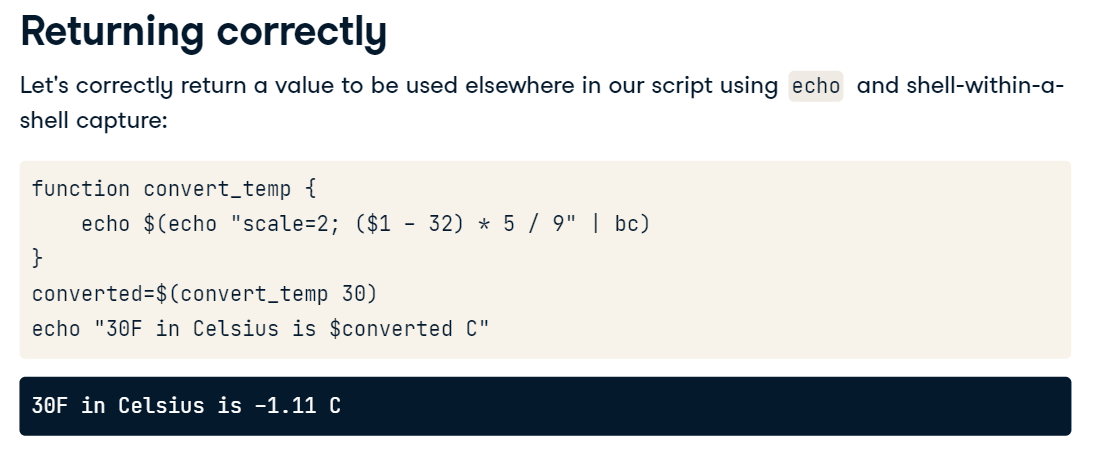 Returning correctly
Let's correctly return a value to be used elsewhere in our script using echo and shell-within-a-
shell capture:
function convert_temp {
    echo $(echo "scale=2; ($1 - 32) * 5 / 9" | bc)
}
converted=$(convert_temp 30)
echo "30F in Celsius is $converted C"
30F in Celsius is -1.11 C